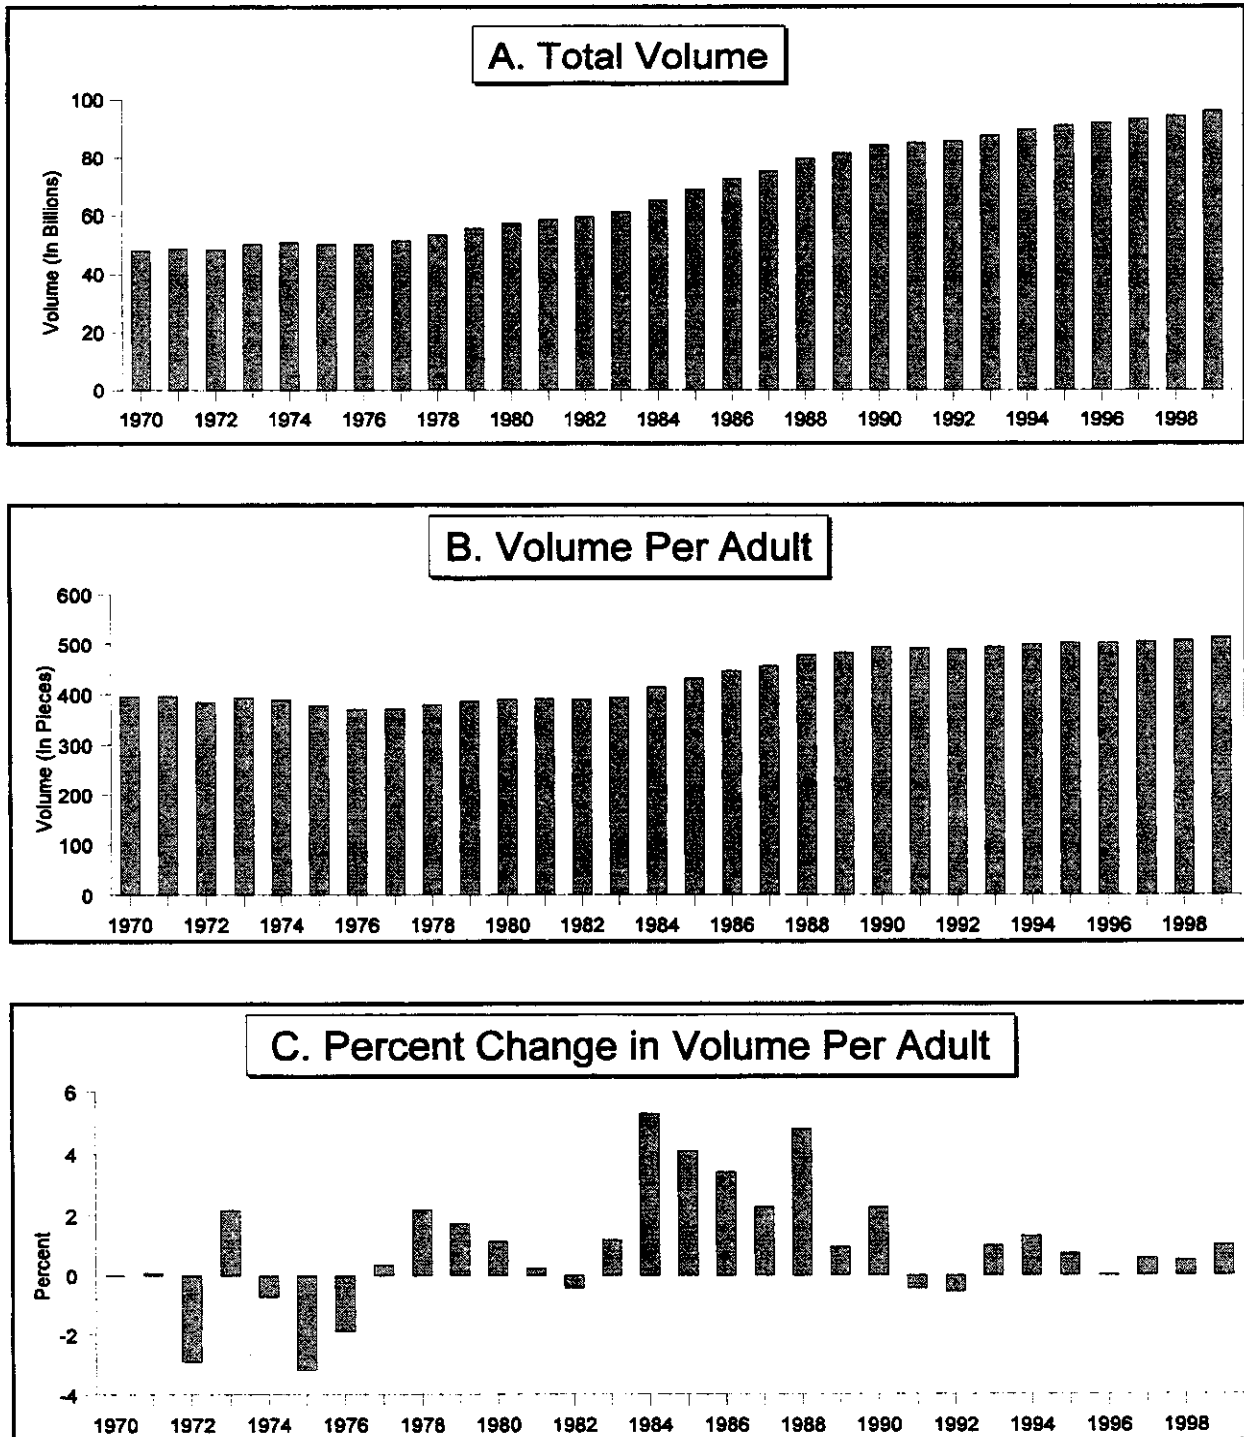 A. Total Volume
Volume (In Billions)
100
80
60
40
20
0
1970 1972 1974 1976 1978 1980 1982 1984 1986 1988 1990 1992 1994 1996 1998
B. Volume Per Adult
Volume (In Pieces)
600
500
400
300
200
100
0
1970 1972 1974 1976 1978 1980 1982 1984 1986 1988 1990 1992 1994 1996 1998
C. Percent Change in Volume Per Adult
Percent
6
4
2
0
-2
-4
1970 1972 1974 1976 1978 1980 1982 1984 1986 1988 1990 1992 1994 1996 1998